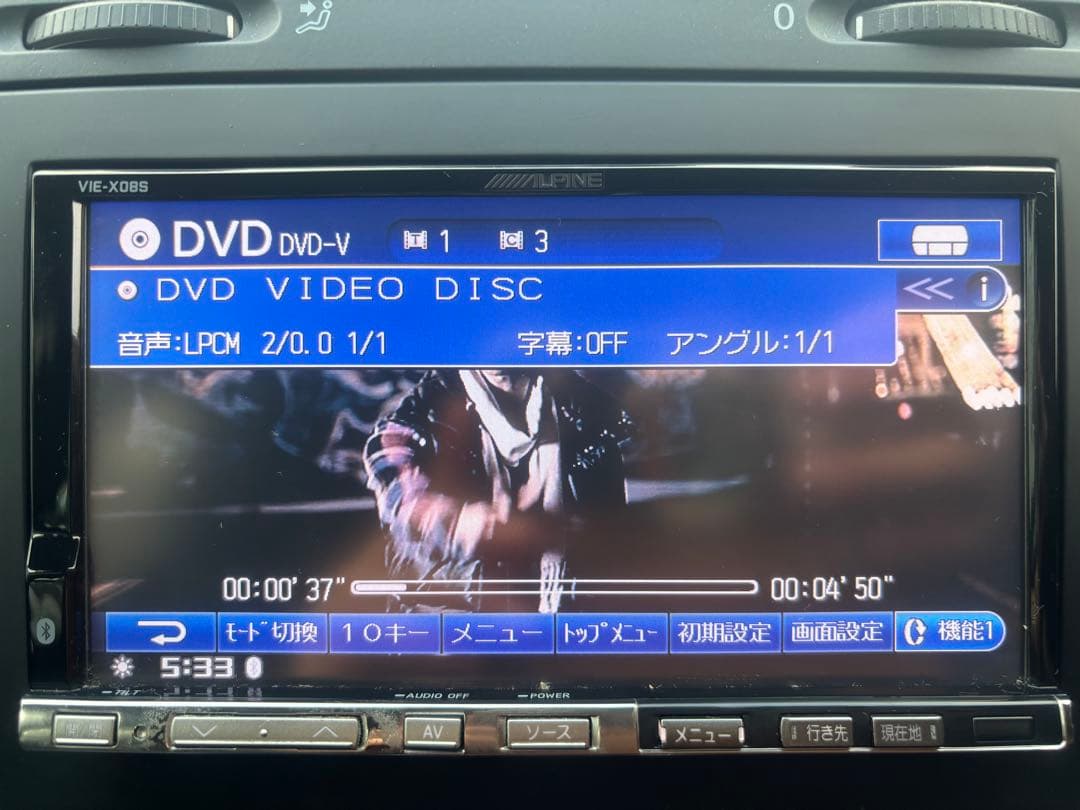 0
VIE-X08S
ALPINE
DVD DVD-V T 1 C 3
DVD VIDEO DISC
<< i
音声:LPCM 2/0.0 1/1 字幕:OFF アングル:1/1
00:00'37" 00:04'50"
ﾓｰﾄﾞ切換 10キー メニュー ﾄｯﾌﾟﾒﾆｭｰ 初期設定 画面設定 機能1
5:33
TILT AUDIO OFF POWER
AV ソース メニュー 行き先 現在地